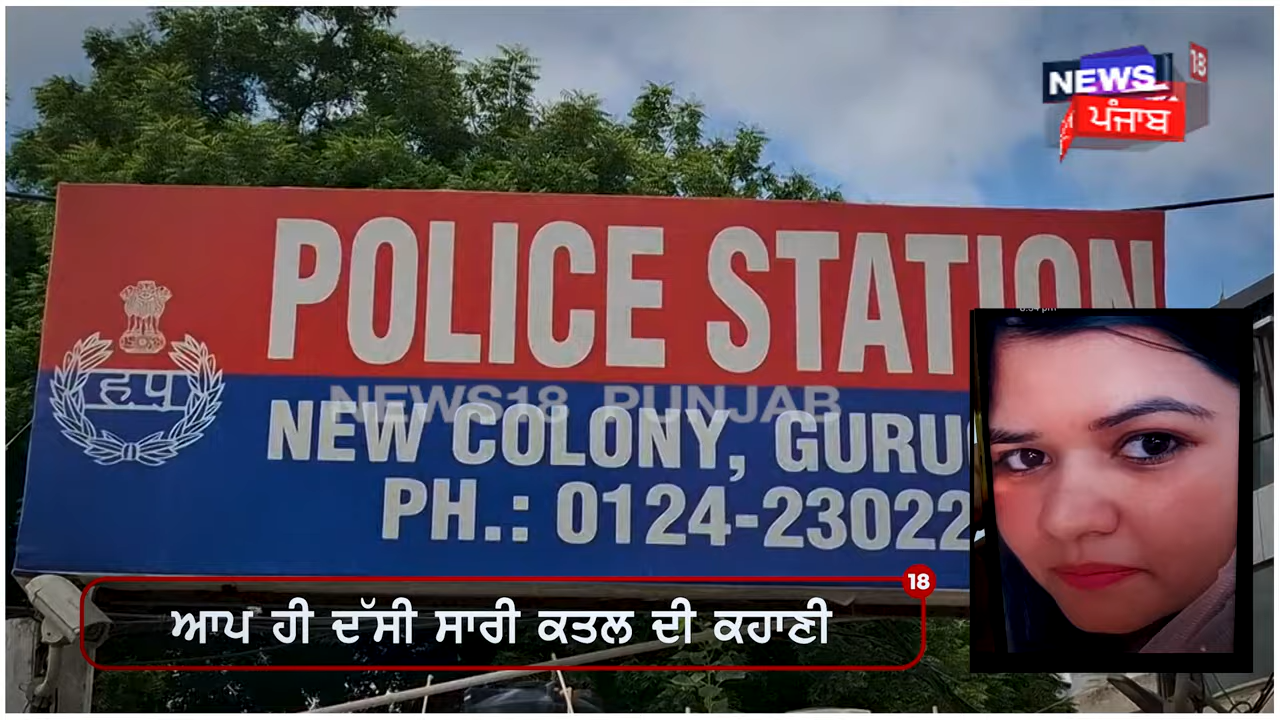 NEWS 18
ਪੰਜਾਬ
POLICE STATION
ਹ ਪ
NEWS18 PUNJAB
NEW COLONY, GURU
PH.: 0124-23022
18
ਆਪ ਹੀ ਦੱਸੀ ਸਾਰੀ ਕਤਲ ਦੀ ਕਹਾਣੀ